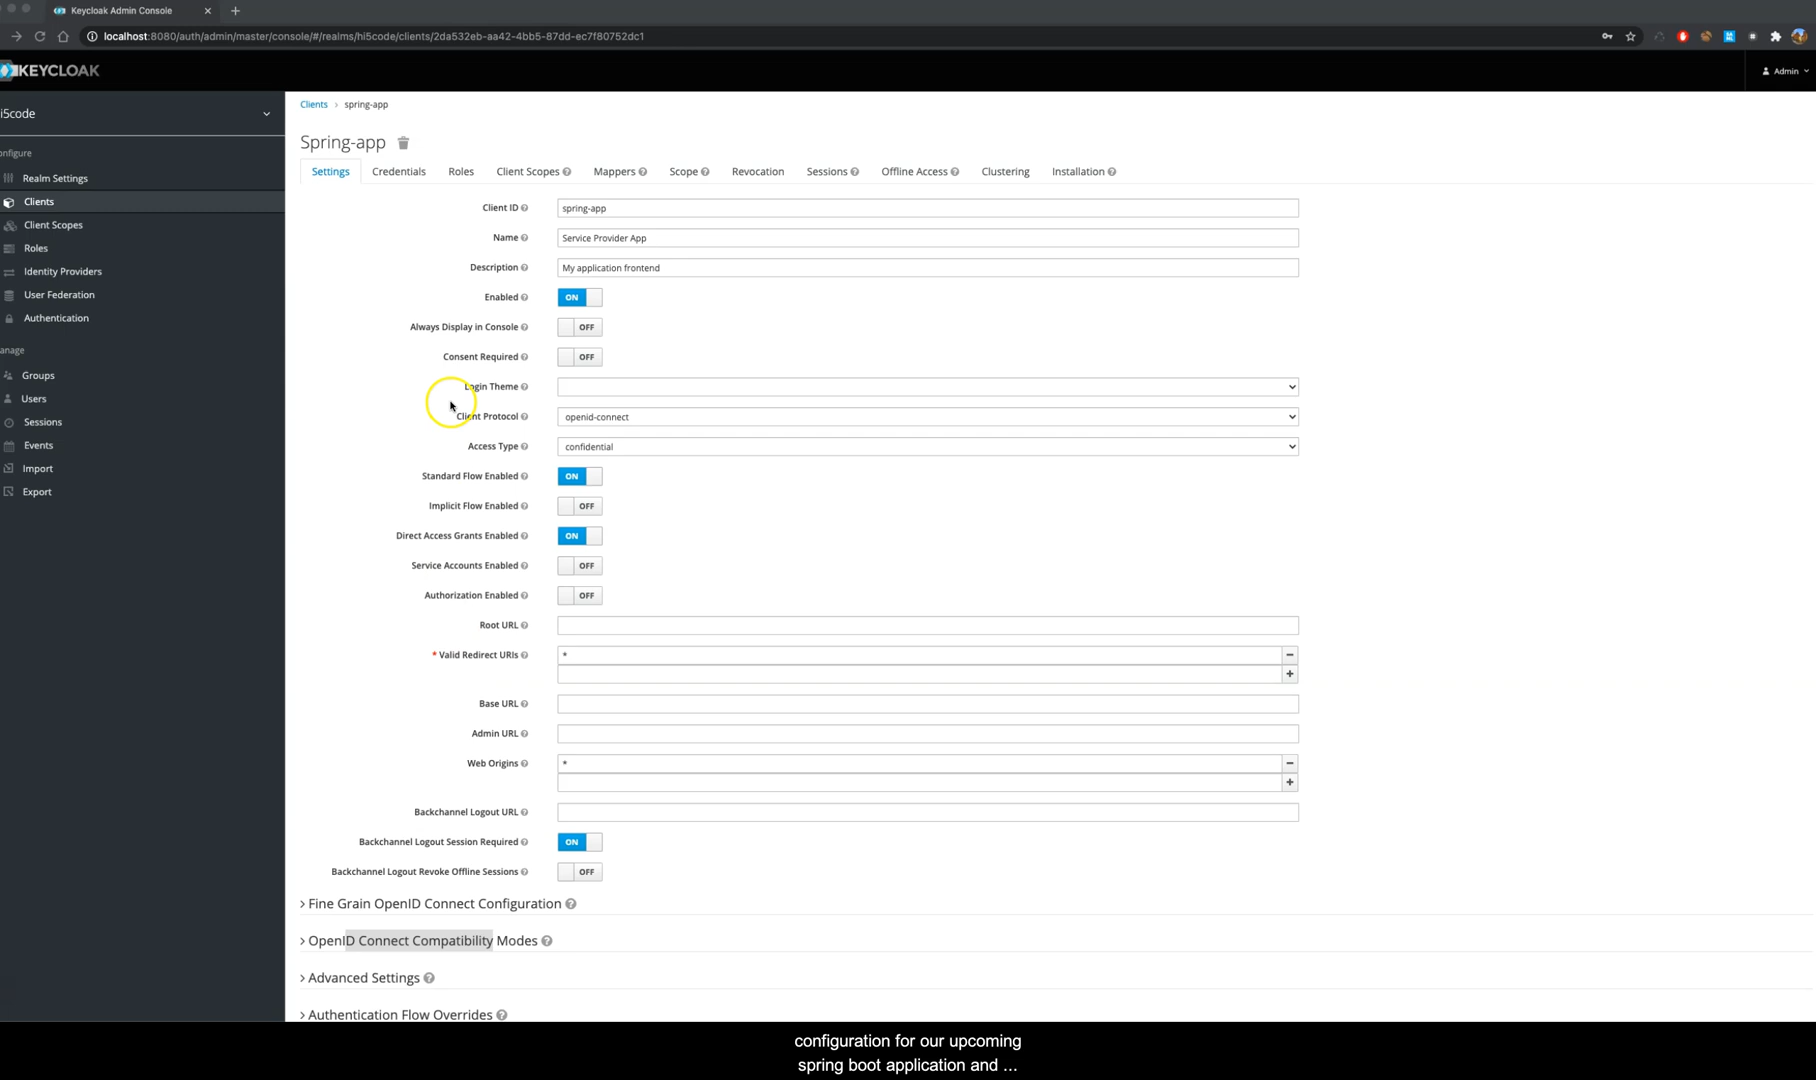 Keycloak Admin Console
localhost:8080/auth/admin/master/console/#/realms/hi5code/clients/2da532eb-aa42-4bb5-87dd-ec7f80752dc1
KEYCLOAK
Admin
i5code
onfigure
Realm Settings
Clients
Client Scopes
Roles
Identity Providers
User Federation
Authentication
anage
Groups
Users
Sessions
Events
Import
Export
Clients > spring-app
Spring-app
Settings Credentials Roles Client Scopes Mappers Scope Revocation Sessions Offline Access Clustering Installation
Client ID spring-app
Name Service Provider App
Description My application frontend
Enabled ON
Always Display in Console OFF
Consent Required OFF
Login Theme
Client Protocol openid-connect
Access Type confidential
Standard Flow Enabled ON
Implicit Flow Enabled OFF
Direct Access Grants Enabled ON
Service Accounts Enabled OFF
Authorization Enabled OFF
Root URL
* Valid Redirect URIs *
Base URL
Admin URL
Web Origins *
Backchannel Logout URL
Backchannel Logout Session Required ON
Backchannel Logout Revoke Offline Sessions OFF
Fine Grain OpenID Connect Configuration
OpenID Connect Compatibility Modes
Advanced Settings
Authentication Flow Overrides
configuration for our upcoming
spring boot application and ...